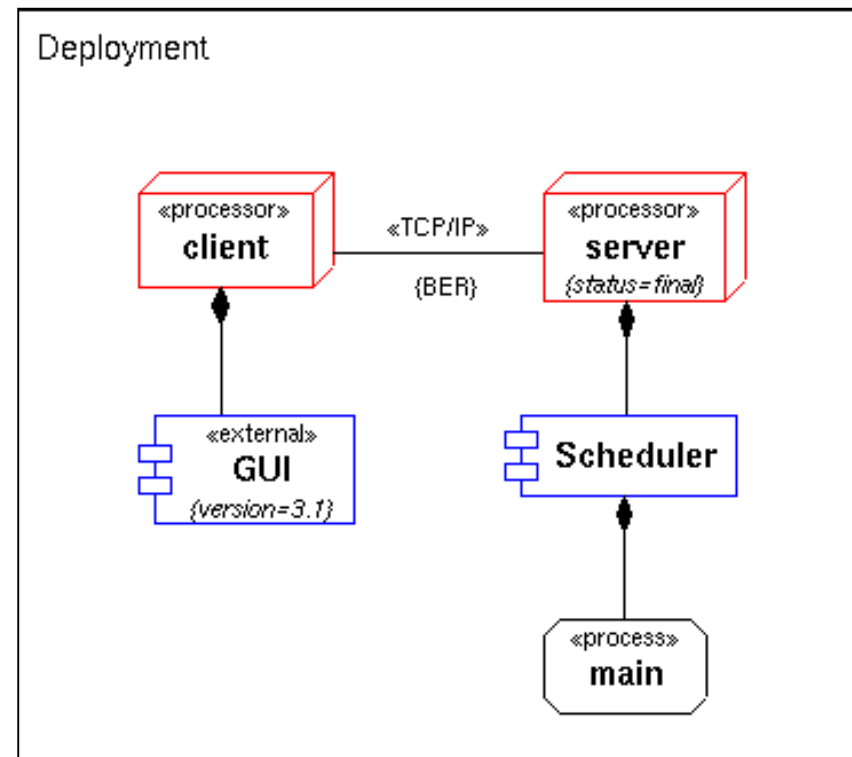 Deployment
«processor»
client
«TCP/IP»
{BER}
«processor»
server
{status=final}
«external»
GUI
{version=3.1}
Scheduler
«process»
main